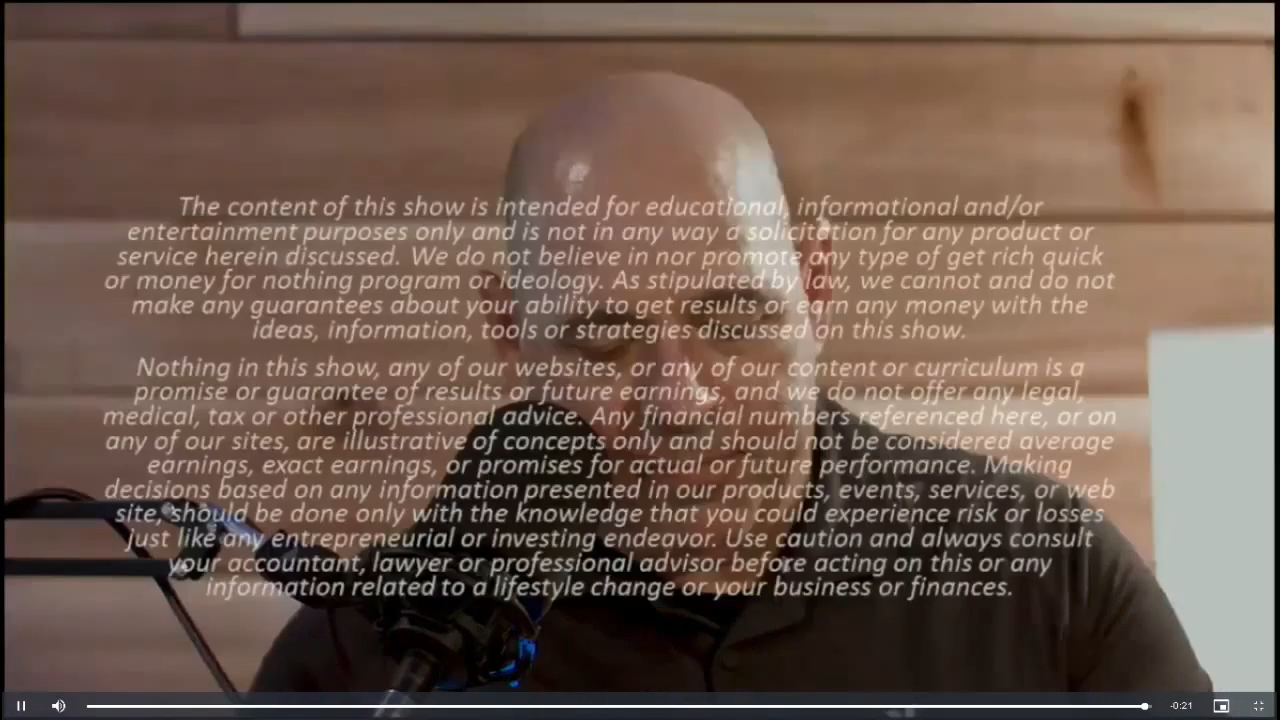 The content of this show is intended for educational, informational and/or
entertainment purposes only and is not in any way a solicitation for any product or
service herein discussed. We do not believe in nor promote any type of get rich quick
or money for nothing program or ideology. As stipulated by law, we cannot and do not
make any guarantees about your ability to get results or earn any money with the
ideas, information, tools or strategies discussed on this show.
Nothing in this show, any of our websites, or any of our content or curriculum is a
promise or guarantee of results or future earnings, and we do not offer any legal,
medical, tax or other professional advice. Any financial numbers referenced here, or on
any of our sites, are illustrative of concepts only and should not be considered average
earnings, exact earnings, or promises for actual or future performance. Making
decisions based on any information presented in our products, events, services, or web
site, should be done only with the knowledge that you could experience risk or losses
just like any entrepreneurial or investing endeavor. Use caution and always consult
your accountant, lawyer or professional advisor before acting on this or any
information related to a lifestyle change or your business or finances.
-0:21